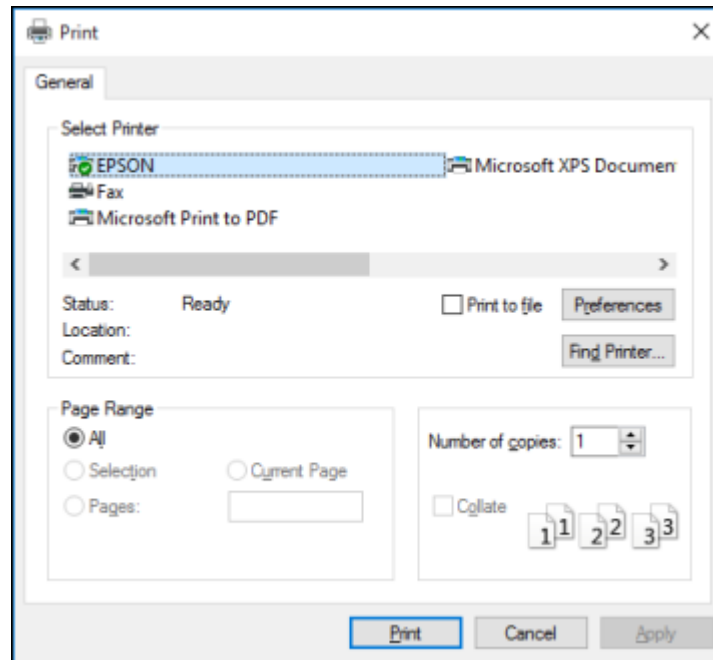 Print
General
Select Printer
EPSON Microsoft XPS Documen
Fax
Microsoft Print to PDF
Status: Ready Print to file Preferences
Location:
Comment: Find Printer...
Page Range
All
Selection Current Page
Pages:
Number of copies: 1
Collate
1 1 2 2 3 3
Print Cancel Apply